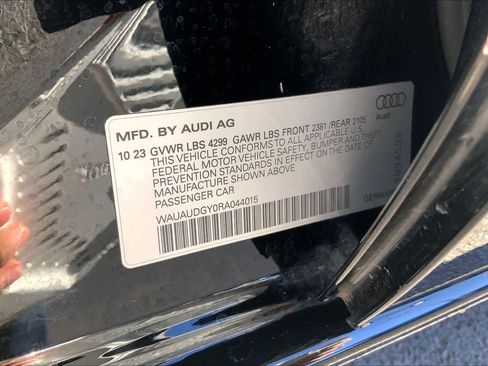 MFD. BY AUDI AG
10 23 GVWR LBS 4299 GAWR LBS FRONT 2381 /REAR 2105
THIS VEHICLE CONFORMS TO ALL APPLICABLE U.S.
FEDERAL MOTOR VEHICLE SAFETY, BUMPER AND THEFT
PREVENTION STANDARDS IN EFFECT ON THE DATE OF
MANUFACTURE SHOWN ABOVE
PASSENGER CAR
WAUAUDGY0RA044015
GERMANY